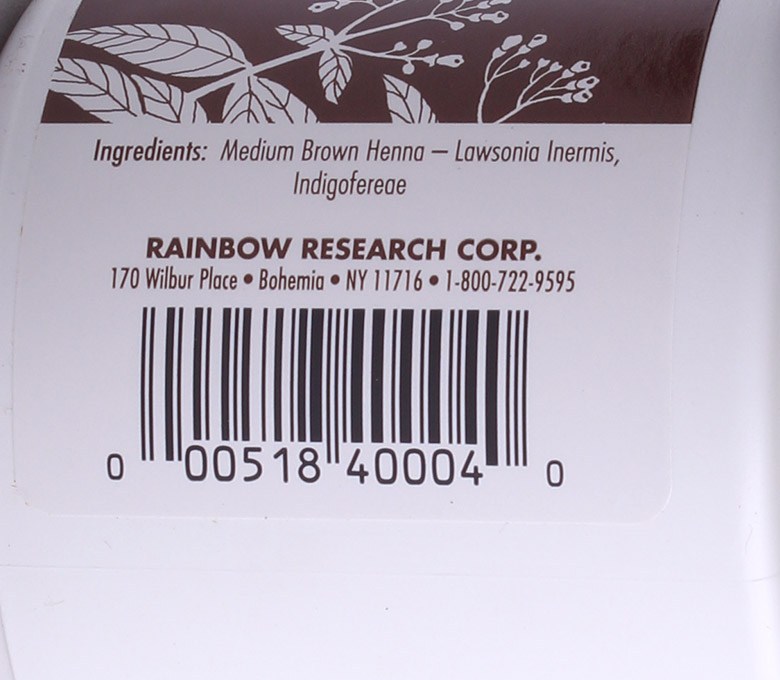 Ingredients: Medium Brown Henna – Lawsonia Inermis,
Indigofereae
RAINBOW RESEARCH CORP.
170 Wilbur Place • Bohemia • NY 11716 • 1-800-722-9595
0 00518 40004 0